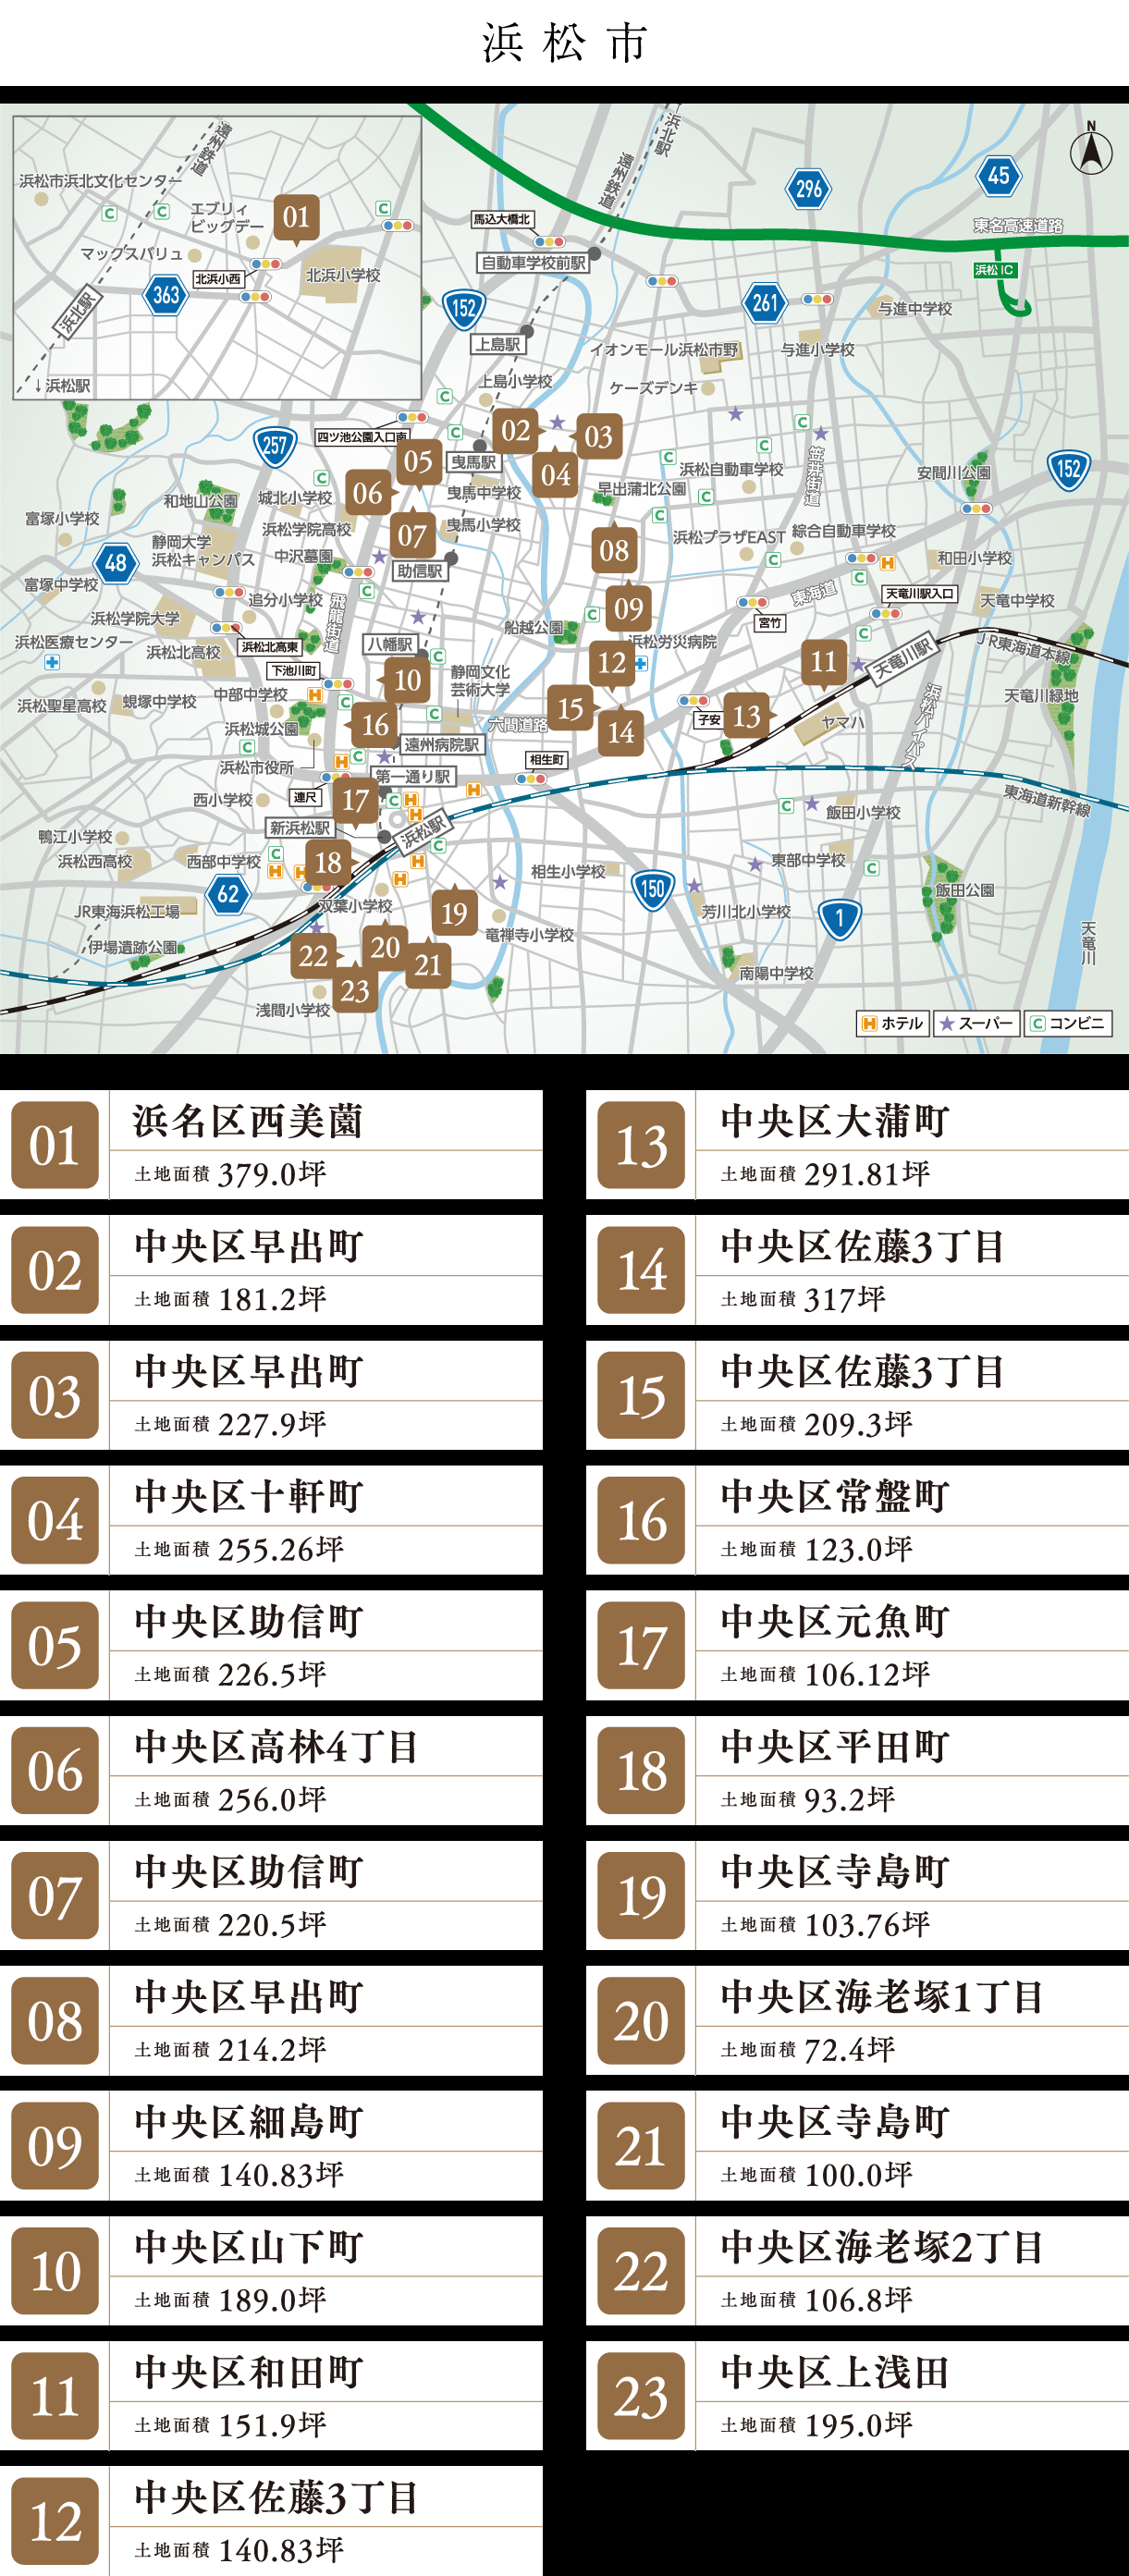 浜松市
遠州鉄道
浜松市浜北文化センター
エブリィ
ビッグデー
01
マックスバリュ
北浜小西
北浜小学校
363
浜北駅
↓浜松駅
↑浜北駅
遠州鉄道
馬込大橋北
自動車学校前駅
296
45
N
東名高速道路
浜松IC
152
261
与進中学校
上島駅
イオンモール浜松市野
与進小学校
上島小学校
ケーズデンキ
四ツ池公園入口南
257
02
03
04
05
06
07
曳馬駅
曳馬中学校
曳馬小学校
早出蒲北公園
浜松自動車学校
笠井街道
安間川公園
152
和地山公園
城北小学校
富塚小学校
浜松学院高校
静岡大学
浜松キャンパス
中沢墓園
48
助信駅
08
浜松プラザEAST
綜合自動車学校
和田小学校
富塚中学校
追分小学校
飛龍街道
浜松学院大学
09
宮竹
東海道
天竜川駅入口
天竜中学校
浜松医療センター
浜松北高校
浜松北高東
下池川町
八幡駅
船越公園
浜松労災病院
12
11
天竜川駅
JR東海道本線
浜松聖星高校
蜆塚中学校
中部中学校
10
静岡文化
芸術大学
浜松城公園
16
六間道路
15
14
子安
13
ヤマハ
浜松バイパス
天竜川緑地
浜松市役所
遠州病院駅
第一通り駅
相生町
西小学校
連尺
17
新浜松駅
浜松駅
東海道新幹線
飯田小学校
鴨江小学校
浜松西高校
西部中学校
18
62
相生小学校
150
東部中学校
飯田公園
芳川北小学校
1
JR東海浜松工場
双葉小学校
19
竜禅寺小学校
伊場遺跡公園
20
21
22
23
南陽中学校
天竜川
浅間小学校
H ホテル
★ スーパー
C コンビニ
01
浜名区西美薗
土地面積 379.0坪
02
中央区早出町
土地面積 181.2坪
03
中央区早出町
土地面積 227.9坪
04
中央区十軒町
土地面積 255.26坪
05
中央区助信町
土地面積 226.5坪
06
中央区高林4丁目
土地面積 256.0坪
07
中央区助信町
土地面積 220.5坪
08
中央区早出町
土地面積 214.2坪
09
中央区細島町
土地面積 140.83坪
10
中央区山下町
土地面積 189.0坪
11
中央区和田町
土地面積 151.9坪
12
中央区佐藤3丁目
土地面積 140.83坪
13
中央区大蒲町
土地面積 291.81坪
14
中央区佐藤3丁目
土地面積 317坪
15
中央区佐藤3丁目
土地面積 209.3坪
16
中央区常盤町
土地面積 123.0坪
17
中央区元魚町
土地面積 106.12坪
18
中央区平田町
土地面積 93.2坪
19
中央区寺島町
土地面積 103.76坪
20
中央区海老塚1丁目
土地面積 72.4坪
21
中央区寺島町
土地面積 100.0坪
22
中央区海老塚2丁目
土地面積 106.8坪
23
中央区上浅田
土地面積 195.0坪